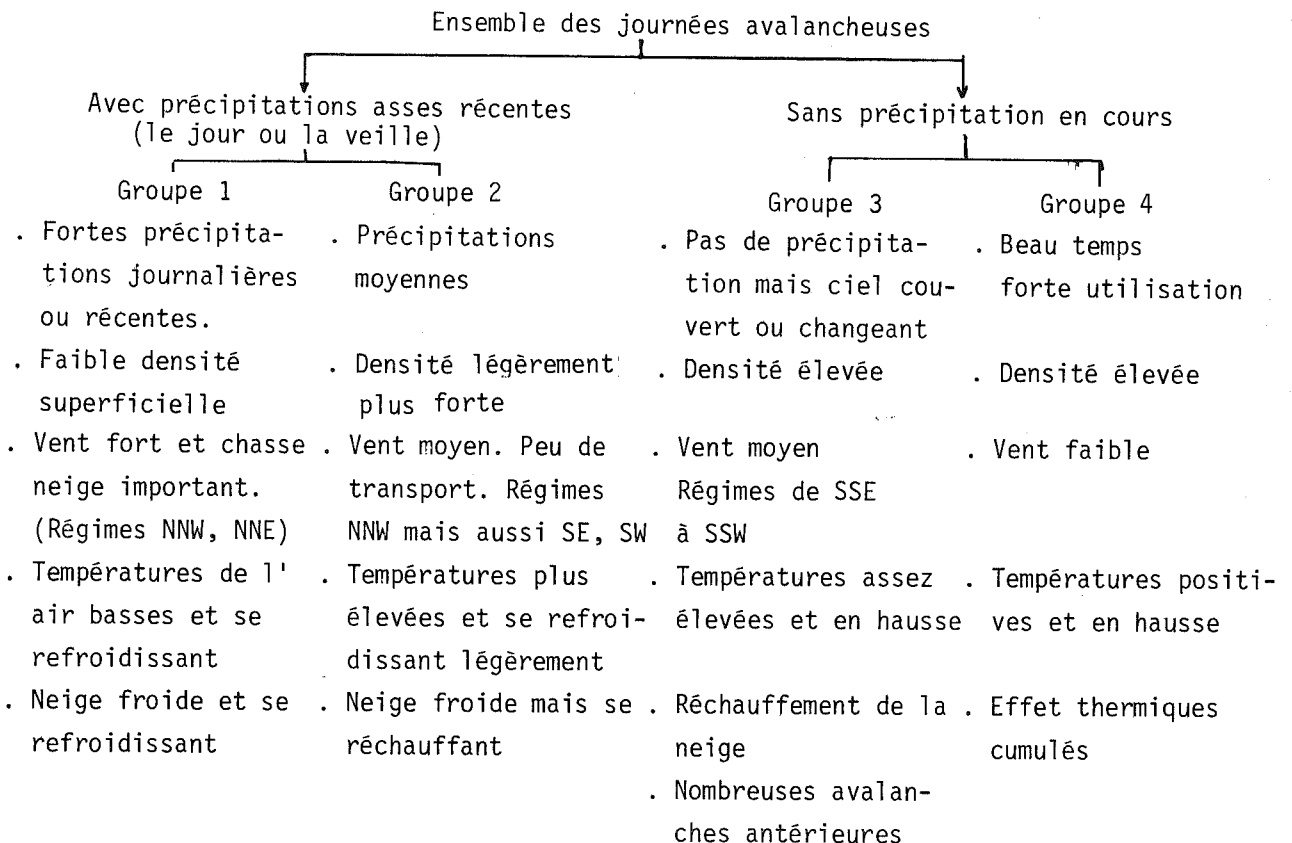 Ensemble des journées avalancheuses
Avec précipitations asses récentes
(le jour ou la veille)
Groupe 1
. Fortes précipita-
tions journalières
ou récentes.
. Faible densité
superficielle
. Vent fort et chasse
neige important.
(Régimes NNW, NNE)
. Températures de l'
air basses et se
refroidissant
. Neige froide et se
refroidissant
Groupe 2
. Précipitations
moyennes
. Densité légèrement
plus forte
. Vent moyen. Peu de
transport. Régimes
NNW mais aussi SE, SW
. Températures plus
élevées et se refroi-
dissant légèrement
. Neige froide mais se
réchauffant
Sans précipitation en cours
Groupe 3
. Pas de précipita-
tion mais ciel cou-
vert ou changeant
. Densité élevée
. Vent moyen
Régimes de SSE
à SSW
. Températures assez
élevées et en hausse
. Réchauffement de la
neige
. Nombreuses avalan-
ches antérieures
Groupe 4
. Beau temps
forte utilisation
. Densité élevée
. Vent faible
. Températures positi-
ves et en hausse
. Effet thermiques
cumulés